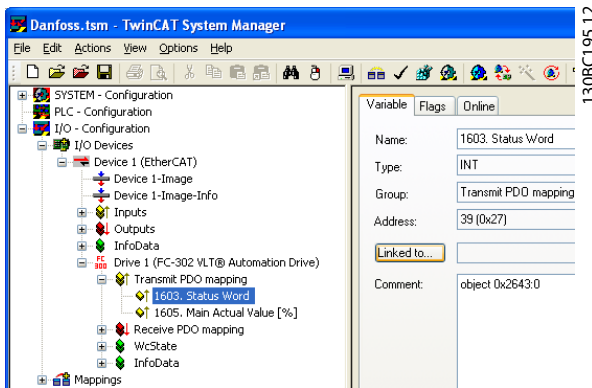 Danfoss.tsm - TwinCAT System Manager
File Edit Actions View Options Help
SYSTEM - Configuration
PLC - Configuration
I/O - Configuration
I/O Devices
Device 1 (EtherCAT)
Device 1-Image
Device 1-Image-Info
Inputs
Outputs
InfoData
FC 300 Drive 1 (FC-302 VLT® Automation Drive)
Transmit PDO mapping
1603. Status Word
1605. Main Actual Value [%]
Receive PDO mapping
WcState
InfoData
Mappings
Variable Flags Online
Name: 1603. Status Word
Type: INT
Group: Transmit PDO mapping
Address: 39 (0x27)
Linked to...
Comment: object 0x2643:0
130BC195.12